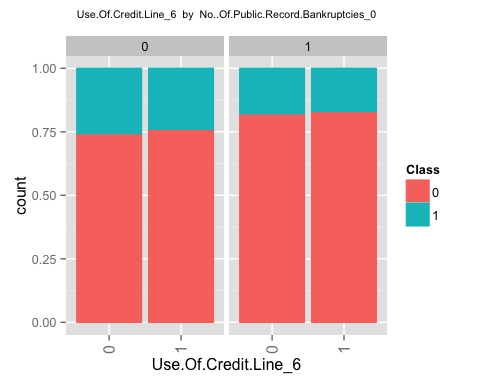 Use.Of.Credit.Line_6 by No..Of.Public.Record.Bankruptcies_0
0 1
1.00
0.75
0.50
0.25
0.00
count
0 1 0 1
Use.Of.Credit.Line_6
Class
0
1